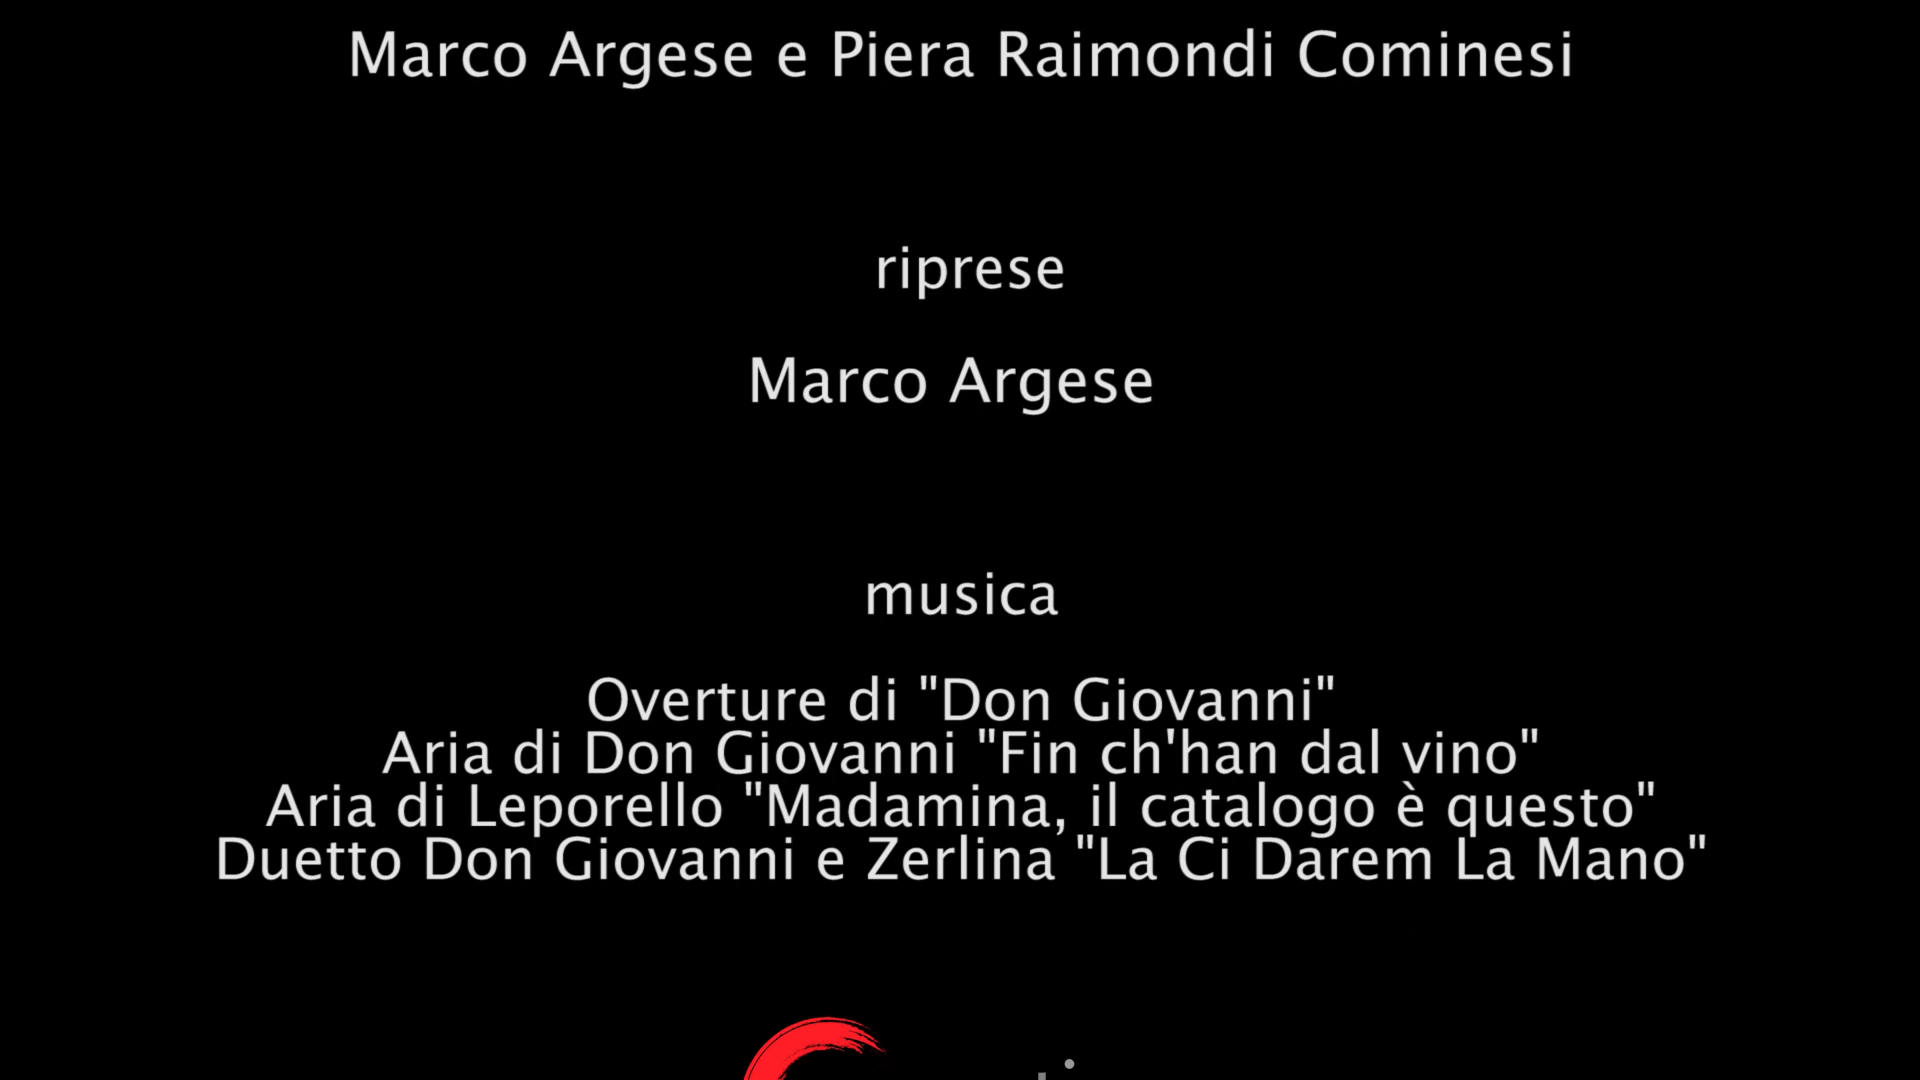 Marco Argese e Piera Raimondi Cominesi
riprese
Marco Argese
musica
Overture di "Don Giovanni"
Aria di Don Giovanni "Fin ch'han dal vino"
Aria di Leporello "Madamina, il catalogo è questo"
Duetto Don Giovanni e Zerlina "La Ci Darem La Mano"